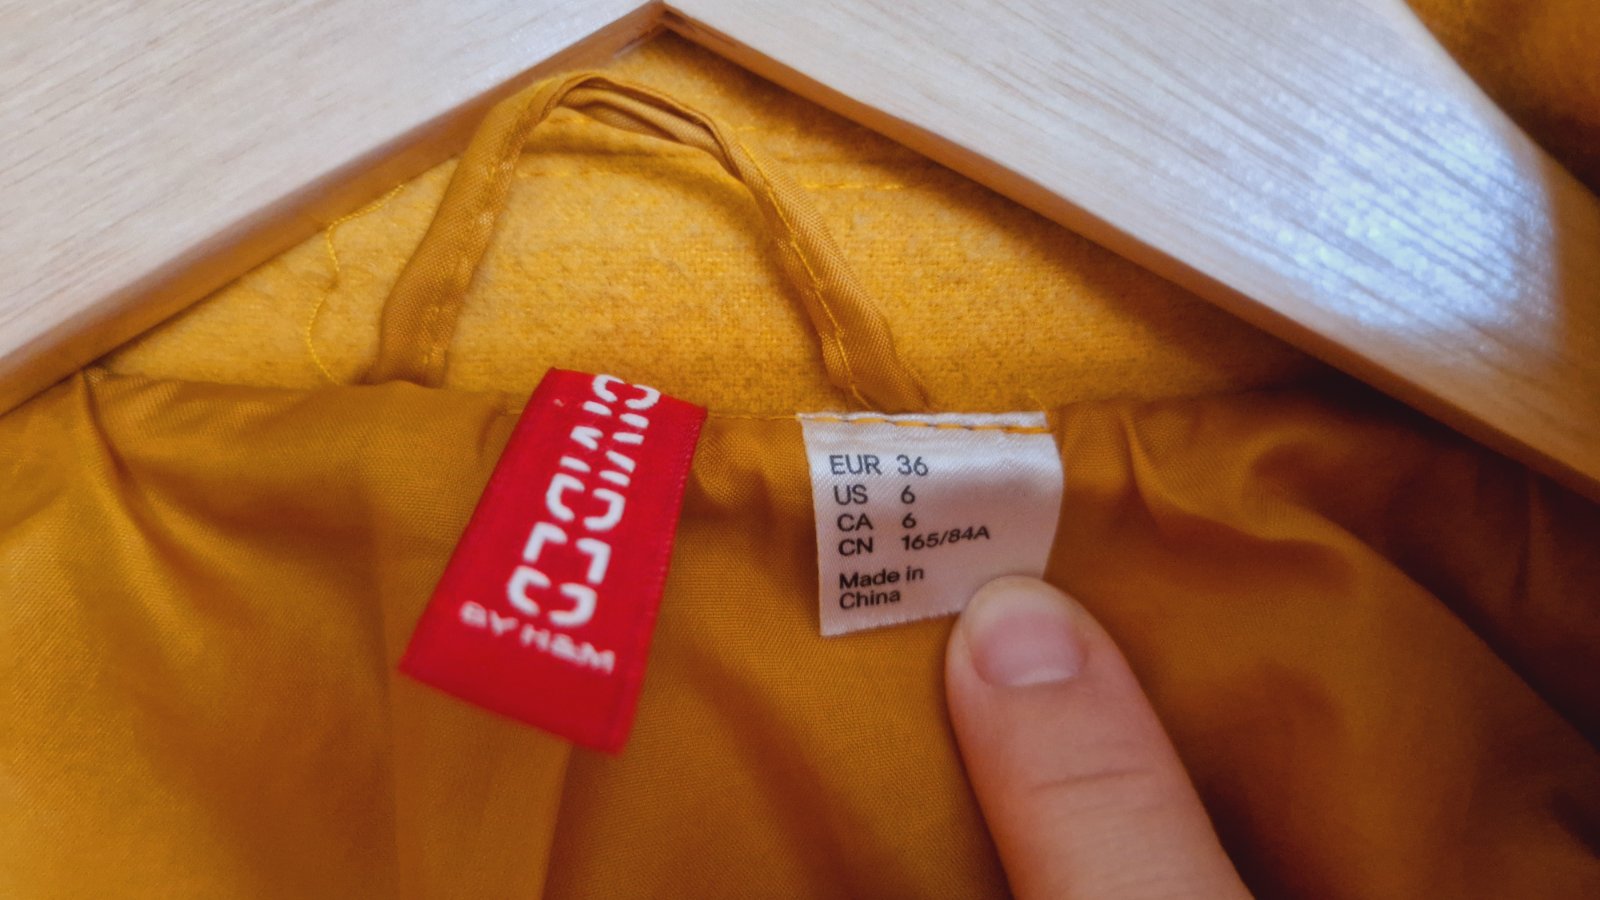 DIVIDED
BY H&M
EUR 36
US 6
CA 6
CN 165/84A
Made in
China